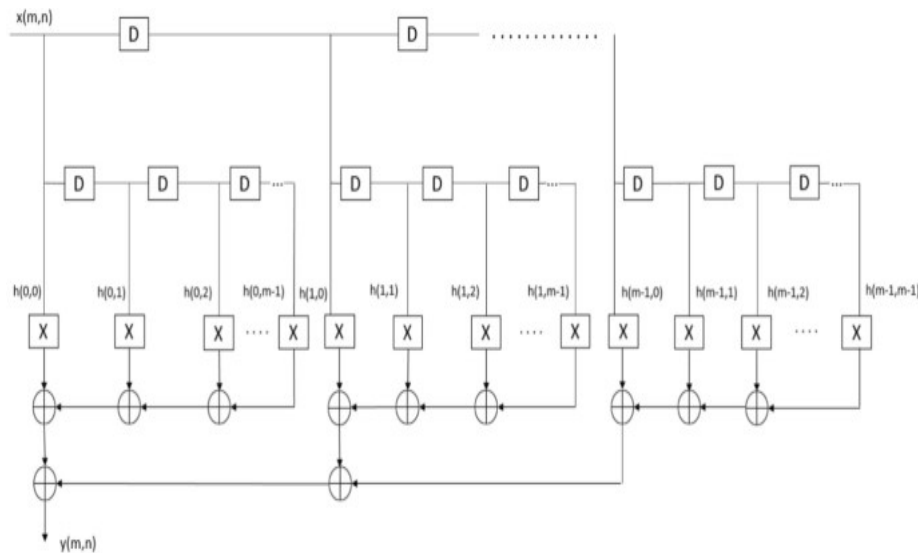 x(m,n)
D D ............
D D D ... D D D ... D D D ...
h(0,0) h(0,1) h(0,2) h(0,m-1) h(1,0) h(1,1) h(1,2) h(1,m-1) h(m-1,0) h(m-1,1) h(m-1,2) h(m-1,m-1)
X X X .... X X X X .... X X X X .... X
y(m,n)